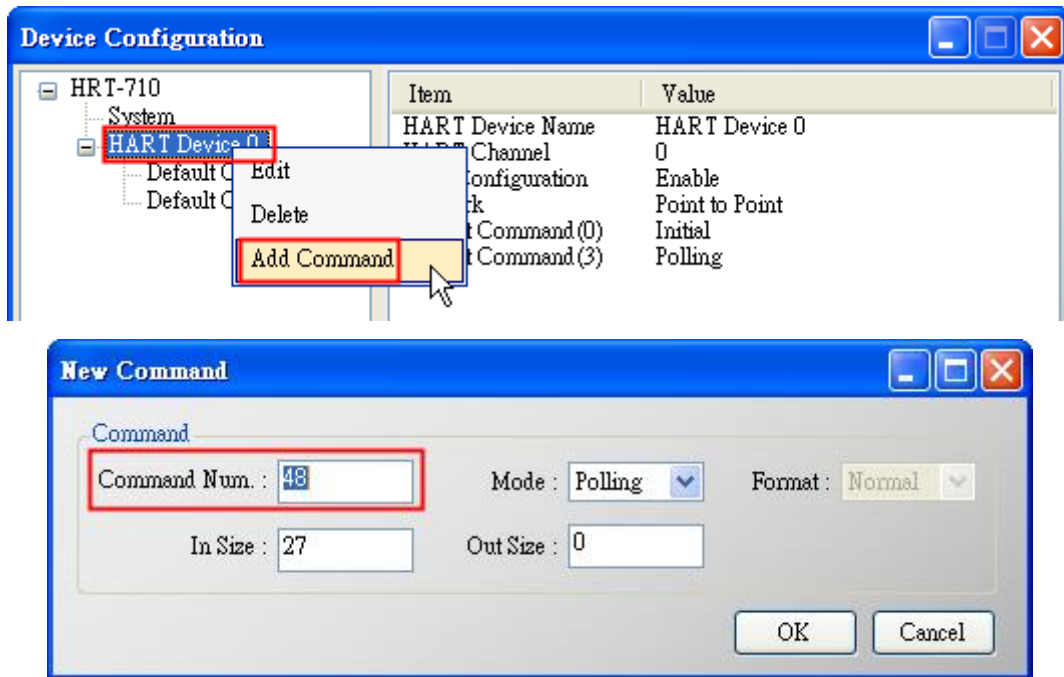 Device Configuration
HRT-710
System
HART Device 0
Default C
Default C
Edit
Delete
Add Command
Item Value
HART Device Name HART Device 0
Channel 0
Configuration Enable
rk Point to Point
t Command(0) Initial
t Command(3) Polling
New Command
Command
Command Num. : 48 Mode : Polling Format : Normal
In Size : 27 Out Size : 0
OK Cancel